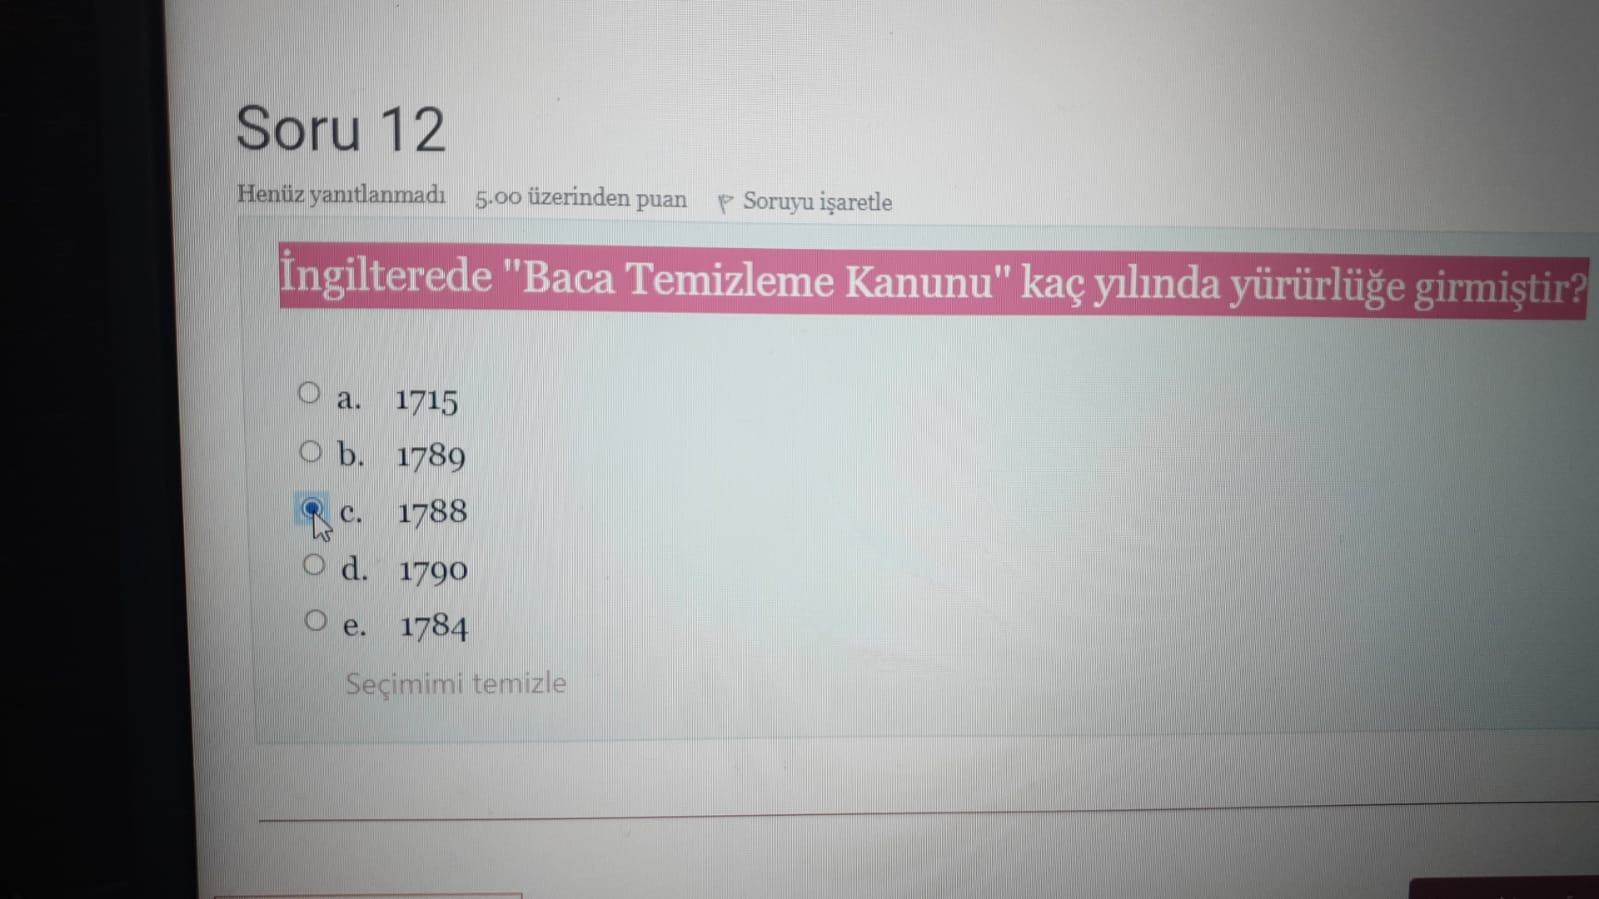 Soru 12
Henüz yanıtlanmadı 5.00 üzerinden puan Soruyu işaretle
İngilterede "Baca Temizleme Kanunu" kaç yılında yürürlüğe girmiştir?
a. 1715
b. 1789
c. 1788
d. 1790
e. 1784
Seçimimi temizle